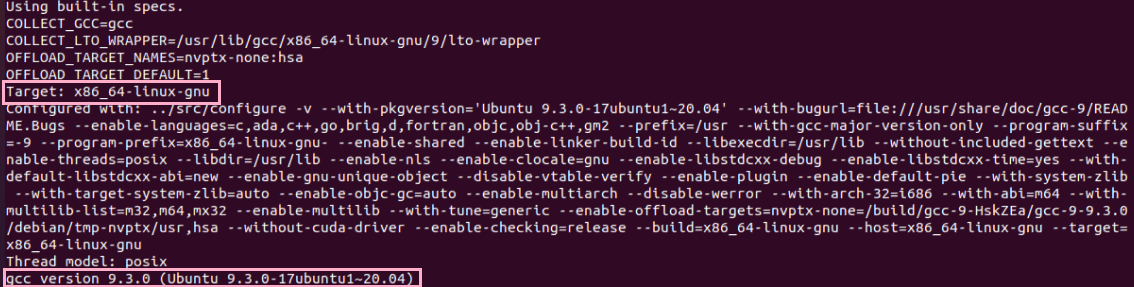 Using built-in specs.
COLLECT_GCC=gcc
COLLECT_LTO_WRAPPER=/usr/lib/gcc/x86_64-linux-gnu/9/lto-wrapper
OFFLOAD_TARGET_NAMES=nvptx-none:hsa
OFFLOAD_TARGET_DEFAULT=1
Target: x86_64-linux-gnu
Configured with: ../src/configure -v --with-pkgversion='Ubuntu 9.3.0-17ubuntu1~20.04' --with-bugurl=file:///usr/share/doc/gcc-9/READ
ME.Bugs --enable-languages=c,ada,c++,go,brig,d,fortran,objc,obj-c++,gm2 --prefix=/usr --with-gcc-major-version-only --program-suffix
=-9 --program-prefix=x86_64-linux-gnu- --enable-shared --enable-linker-build-id --libexecdir=/usr/lib --without-included-gettext --e
nable-threads=posix --libdir=/usr/lib --enable-nls --enable-clocale=gnu --enable-libstdcxx-debug --enable-libstdcxx-time=yes --with-
default-libstdcxx-abi=new --enable-gnu-unique-object --disable-vtable-verify --enable-plugin --enable-default-pie --with-system-zlib
 --with-target-system-zlib=auto --enable-objc-gc=auto --enable-multiarch --disable-werror --with-arch-32=i686 --with-abi=m64 --with-
multilib-list=m32,m64,mx32 --enable-multilib --with-tune=generic --enable-offload-targets=nvptx-none=/build/gcc-9-HskZEa/gcc-9-9.3.0
/debian/tmp-nvptx/usr,hsa --without-cuda-driver --enable-checking=release --build=x86_64-linux-gnu --host=x86_64-linux-gnu --target=
x86_64-linux-gnu
Thread model: posix
gcc version 9.3.0 (Ubuntu 9.3.0-17ubuntu1~20.04)